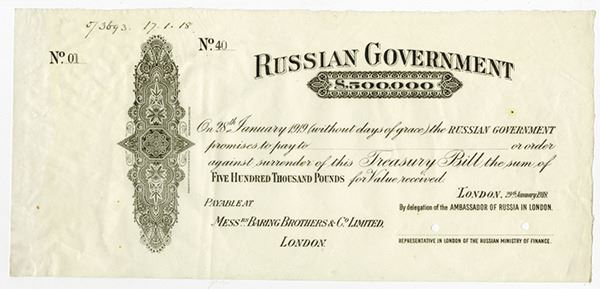 5/3693. 17.1.18
No. 01
No. 40
RUSSIAN GOVERNMENT
£.500.000
On 28th January 1919 (without days of grace) the RUSSIAN GOVERNMENT
promises to pay to or order
against surrender of this Treasury Bill the sum of
FIVE HUNDRED THOUSAND POUNDS for Value received
LONDON, 29th January 1918.
PAYABLE AT
By delegation of the AMBASSADOR OF RUSSIA IN LONDON.
MESSRS BARING BROTHERS & Co LIMITED,
LONDON.
REPRESENTATIVE IN LONDON OF THE RUSSIAN MINISTRY OF FINANCE.